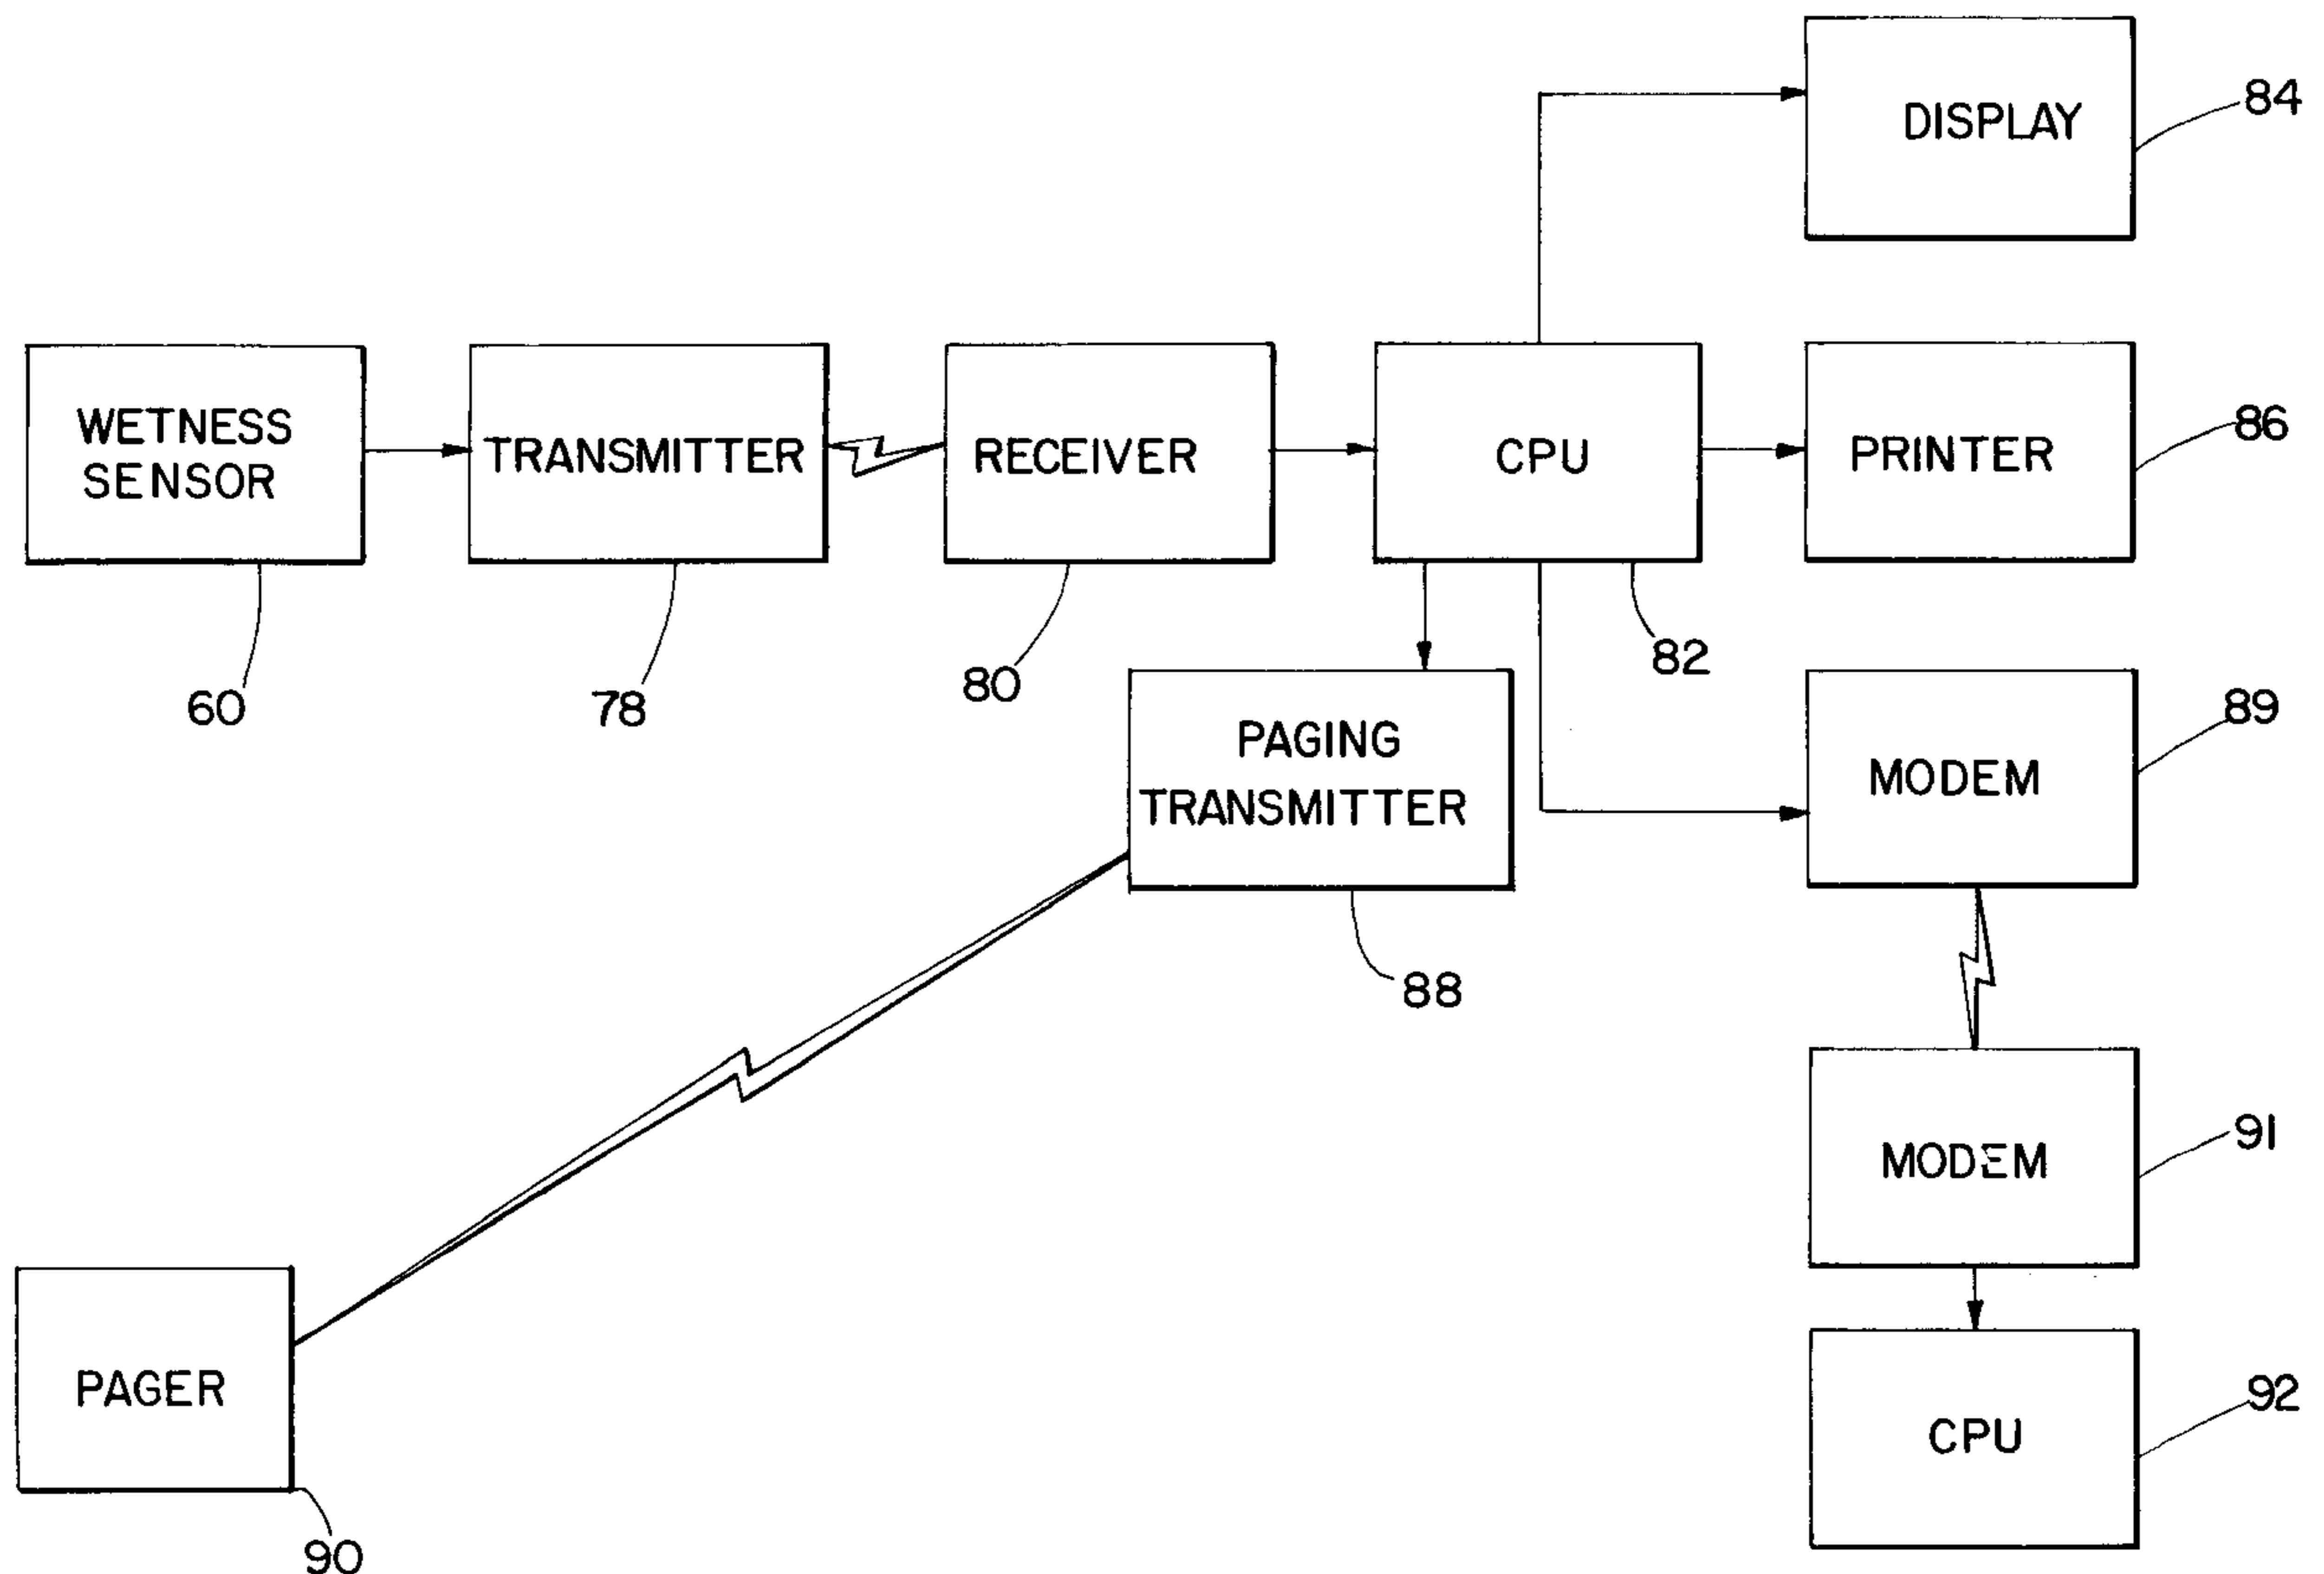 DISPLAY
84
WETNESS
SENSOR
TRANSMITTER
RECEIVER
CPU
PRINTER
86
60
78
80
82
PAGING
TRANSMITTER
MODEM
89
88
MODEM
91
PAGER
90
CPU
92